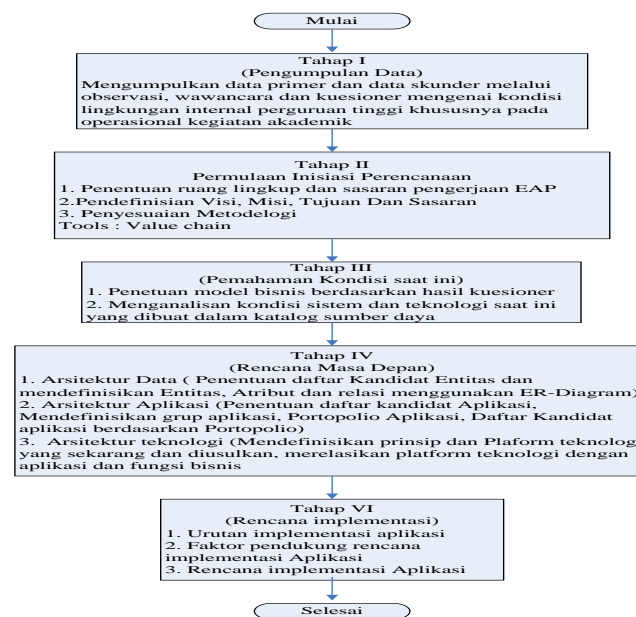 Mulai
Tahap I
(Pengumpulan Data)
Mengumpulkan data primer dan data skunder melalui
observasi, wawancara dan kuesioner mengenai kondisi
lingkungan internal perguruan tinggi khususnya pada
operasional kegiatan akademik
Tahap II
Permulaan Inisiasi Perencanaan
1. Penentuan ruang lingkup dan sasaran pengerjaan EAP
2.Pendefinisian Visi, Misi, Tujuan Dan Sasaran
3. Penyesuaian Metodelogi
Tools : Value chain
Tahap III
(Pemahaman Kondisi saat ini)
1. Penetuan model bisnis berdasarkan hasil kuesioner
2. Menganalisan kondisi sistem dan teknologi saat ini
yang dibuat dalam katalog sumber daya
Tahap IV
(Rencana Masa Depan)
1. Arsitektur Data ( Penentuan daftar Kandidat Entitas dan
mendefinisikan Entitas, Atribut dan relasi menggunakan ER-Diagram)
2. Arsitektur Aplikasi (Penentuan daftar kandidat Aplikasi,
Mendefinisikan grup aplikasi, Portopolio Aplikasi, Daftar Kandidat
aplikasi berdasarkan Portopolio)
3. Arsitektur teknologi (Mendefinisikan prinsip dan Plaform teknolog
yang sekarang dan diusulkan, merelasikan platform teknologi dengan
aplikasi dan fungsi bisnis
Tahap VI
(Rencana implementasi)
1. Urutan implementasi aplikasi
2. Faktor pendukung rencana
implementasi Aplikasi
3. Rencana implementasi Aplikasi
Selesai